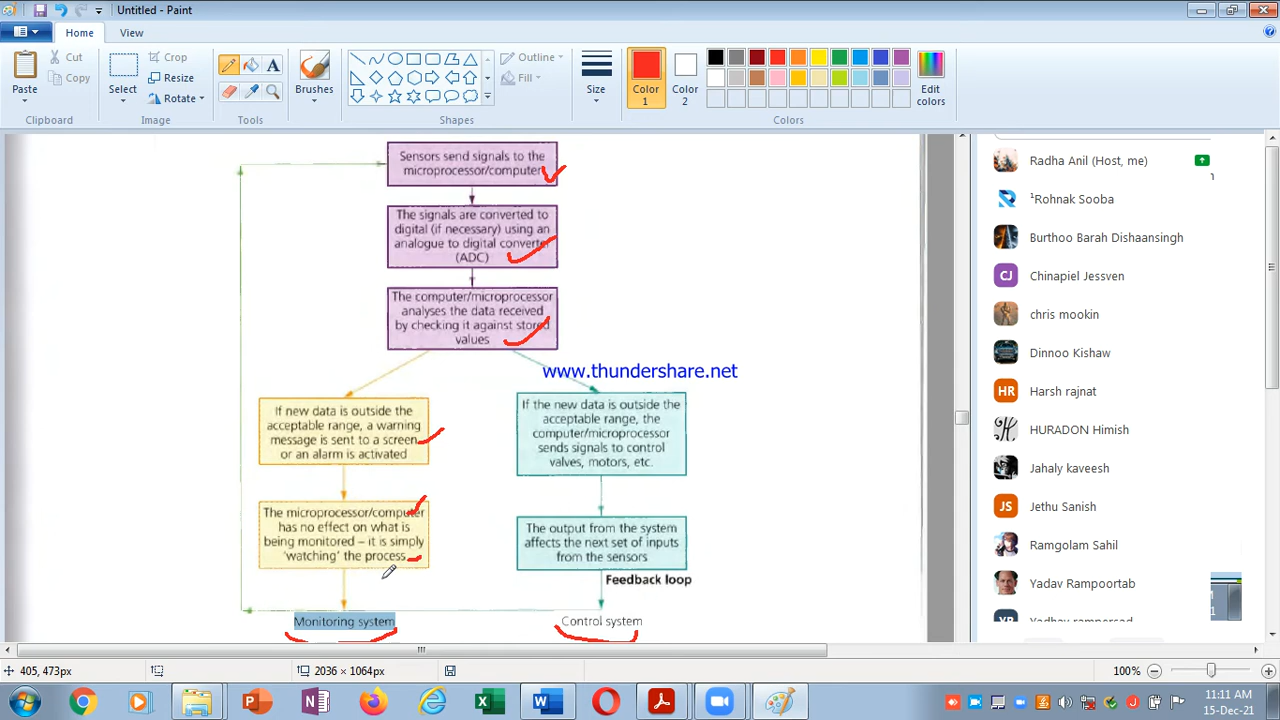 Untitled - Paint
Home
View
Paste
Cut
Copy
Clipboard
Select
Crop
Resize
Rotate
Image
A
Tools
Brushes
Shapes
Outline
Fill
Size
Color
1
Color
2
Edit
colors
Colors
Sensors send signals to the
microprocessor/computer
The signals are converted to
digital (if necessary) using an
analogue to digital converter
(ADC)
The computer/microprocessor
analyses the data received
by checking it against stored
values
www.thundershare.net
If new data is outside the
acceptable range, a warning
message is sent to a screen
or an alarm is activated
The microprocessor/computer
has no effect on what is
being monitored – it is simply
‘watching’ the process
Monitoring system
If the new data is outside the
acceptable range, the
computer/microprocessor
sends signals to control
valves, motors, etc.
The output from the system
affects the next set of inputs
from the sensors
Feedback loop
Control system
Radha Anil (Host, me)
¹Rohnak Sooba
Burthoo Barah Dishaansingh
CJ Chinapiel Jessven
chris mookin
Dinnoo Kishaw
HR Harsh rajnat
HURADON Himish
Jahaly kaveesh
JS Jethu Sanish
Ramgolam Sahil
Yadav Rampoortab
YR Yadhav rampersad
405, 473px
2036 × 1064px
100%
11:11 AM
15-Dec-21